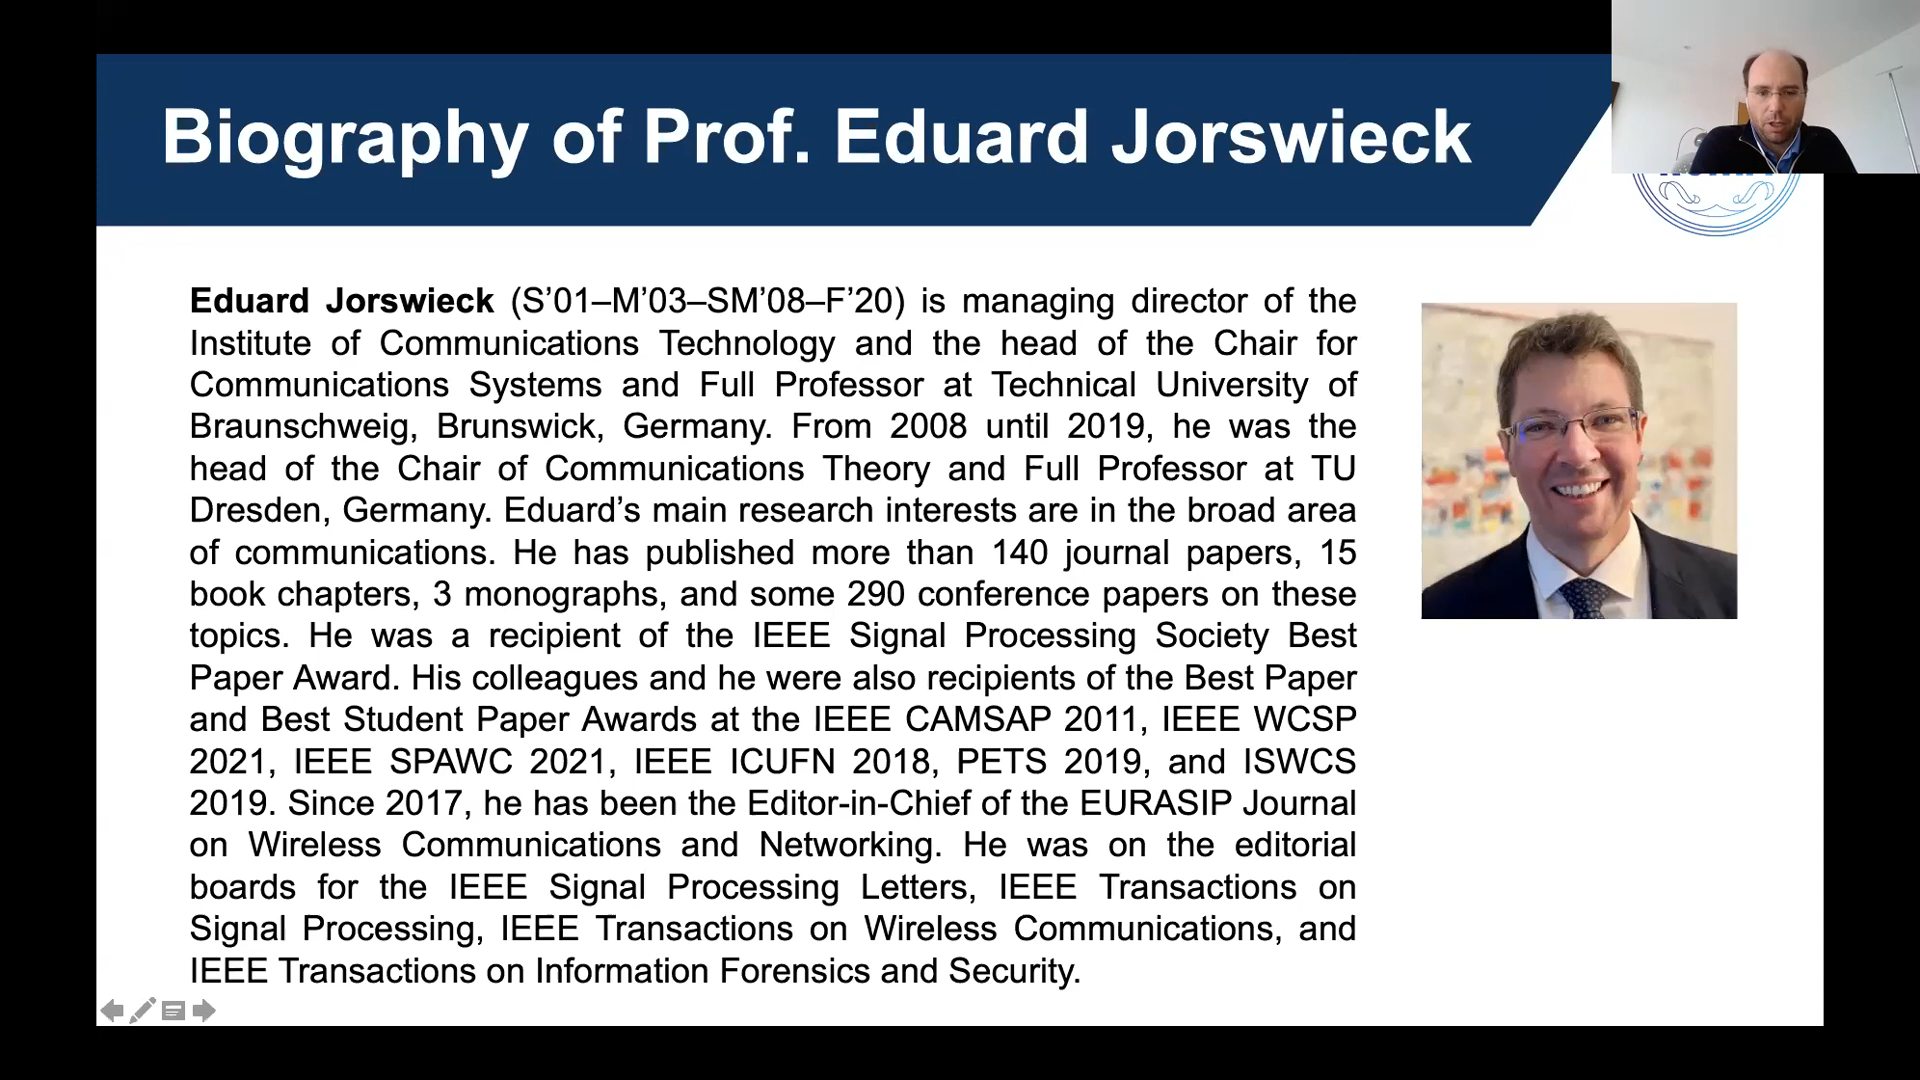 Biography of Prof. Eduard Jorswieck
Eduard Jorswieck (S’01–M’03–SM’08–F’20) is managing director of the
Institute of Communications Technology and the head of the Chair for
Communications Systems and Full Professor at Technical University of
Braunschweig, Brunswick, Germany. From 2008 until 2019, he was the
head of the Chair of Communications Theory and Full Professor at TU
Dresden, Germany. Eduard’s main research interests are in the broad area
of communications. He has published more than 140 journal papers, 15
book chapters, 3 monographs, and some 290 conference papers on these
topics. He was a recipient of the IEEE Signal Processing Society Best
Paper Award. His colleagues and he were also recipients of the Best Paper
and Best Student Paper Awards at the IEEE CAMSAP 2011, IEEE WCSP
2021, IEEE SPAWC 2021, IEEE ICUFN 2018, PETS 2019, and ISWCS
2019. Since 2017, he has been the Editor-in-Chief of the EURASIP Journal
on Wireless Communications and Networking. He was on the editorial
boards for the IEEE Signal Processing Letters, IEEE Transactions on
Signal Processing, IEEE Transactions on Wireless Communications, and
IEEE Transactions on Information Forensics and Security.